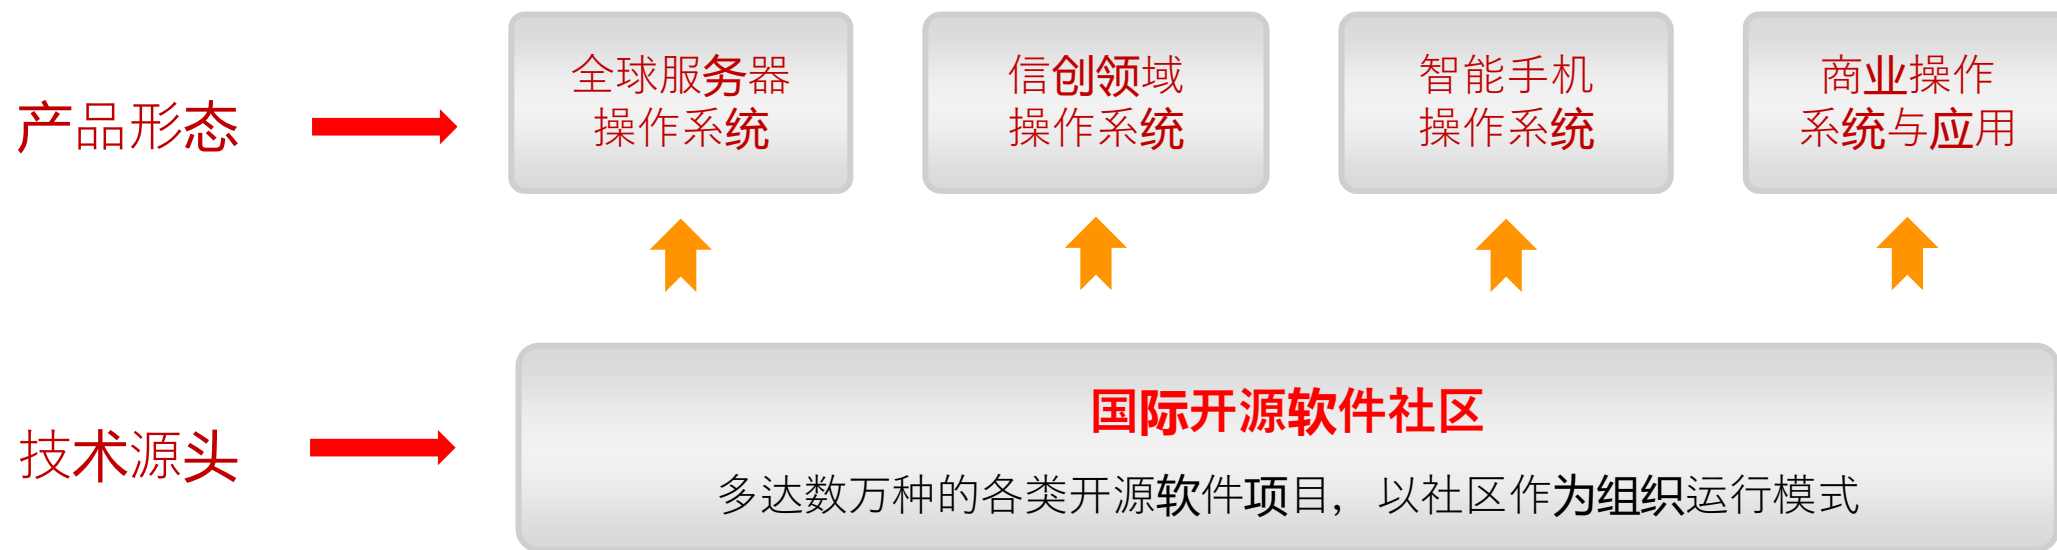 产品形态
全球服务器
操作系统
信创领域
操作系统
智能手机
操作系统
商业操作
系统与应用
技术源头
国际开源软件社区
多达数万种的各类开源软件项目，以社区作为组织运行模式